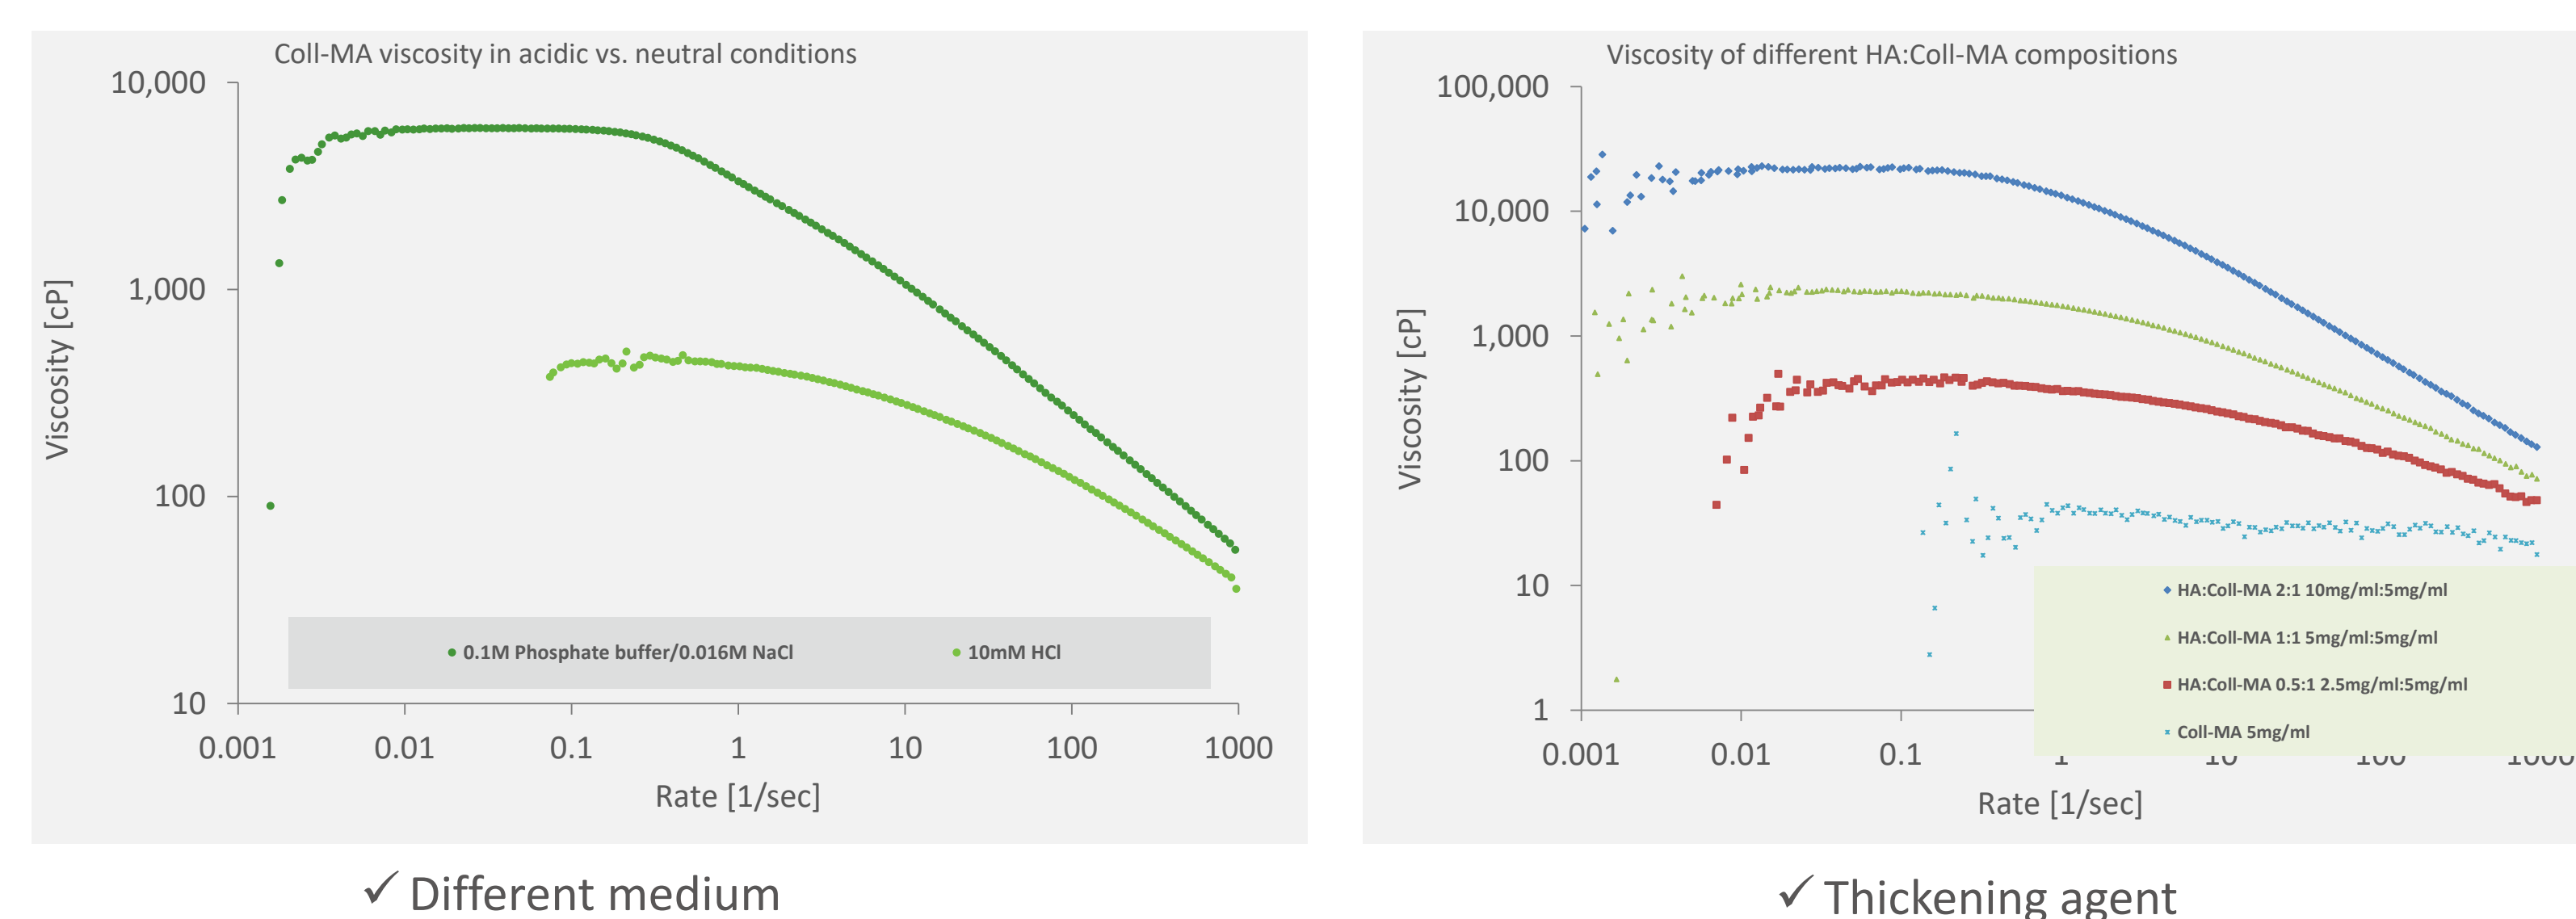 Coll-MA viscosity in acidic vs. neutral conditions
10,000
1,000
100
10
Viscosity [cP]
0.1M Phosphate buffer/0.016M NaCl
10mM HCl
0.001 0.01 0.1 1 10 100 1000
Rate [1/sec]
✓ Different medium
Viscosity of different HA:Coll-MA compositions
100,000
10,000
1,000
100
10
1
Viscosity [cP]
HA:Coll-MA 2:1 10mg/ml:5mg/ml
HA:Coll-MA 1:1 5mg/ml:5mg/ml
HA:Coll-MA 0.5:1 2.5mg/ml:5mg/ml
Coll-MA 5mg/ml
0.001 0.01 0.1 1 10 100 1000
Rate [1/sec]
✓ Thickening agent